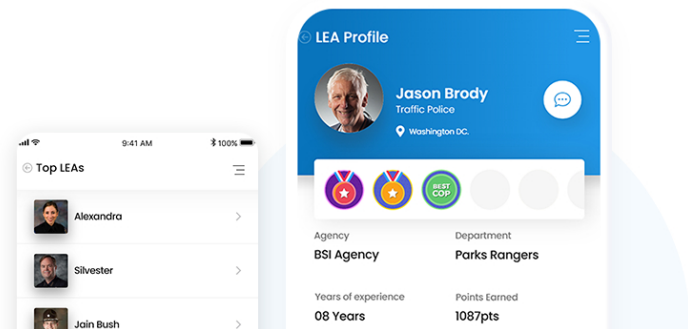 9:41 AM
100%
Top LEAs
Alexandra
Silvester
Jain Bush
LEA Profile
Jason Brody
Traffic Police
Washington DC.
BEST
COP
Agency
Department
BSI Agency
Parks Rangers
Years of experience
Points Earned
08 Years
1087pts